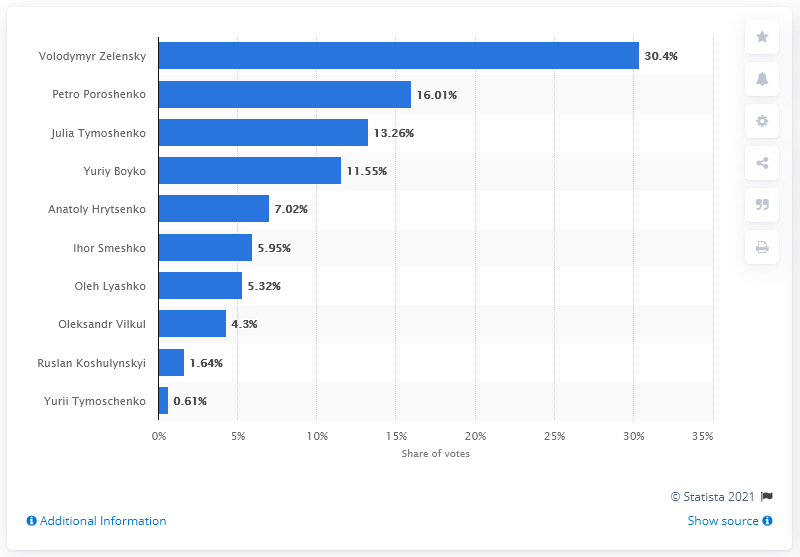 Volodymyr Zelensky 30.4%
Petro Poroshenko 16.01%
Julia Tymoshenko 13.26%
Yuriy Boyko 11.55%
Anatoly Hrytsenko 7.02%
Ihor Smeshko 5.95%
Oleh Lyashko 5.32%
Oleksandr Vilkul 4.3%
Ruslan Koshulynskyi 1.64%
Yurii Tymoschenko 0.61%
0% 5% 10% 15% 20% 25% 30% 35%
Share of votes
© Statista 2021
Additional Information Show source